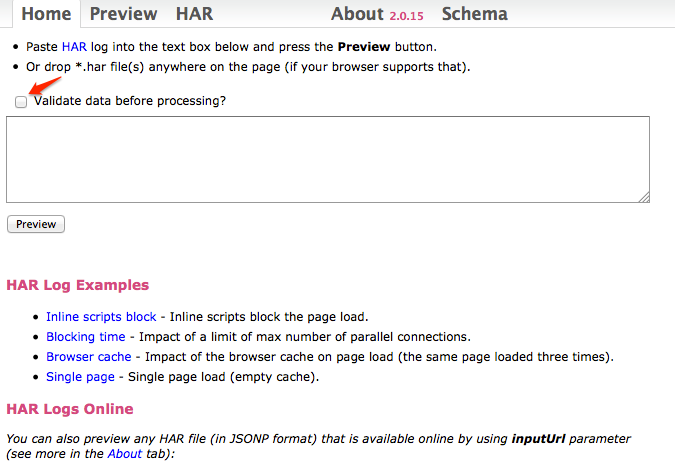 Home Preview HAR About 2.0.15 Schema
• Paste HAR log into the text box below and press the Preview button.
• Or drop *.har file(s) anywhere on the page (if your browser supports that).
Validate data before processing?
Preview
HAR Log Examples
• Inline scripts block - Inline scripts block the page load.
• Blocking time - Impact of a limit of max number of parallel connections.
• Browser cache - Impact of the browser cache on page load (the same page loaded three times).
• Single page - Single page load (empty cache).
HAR Logs Online
You can also preview any HAR file (in JSONP format) that is available online by using inputUrl parameter
(see more in the About tab):